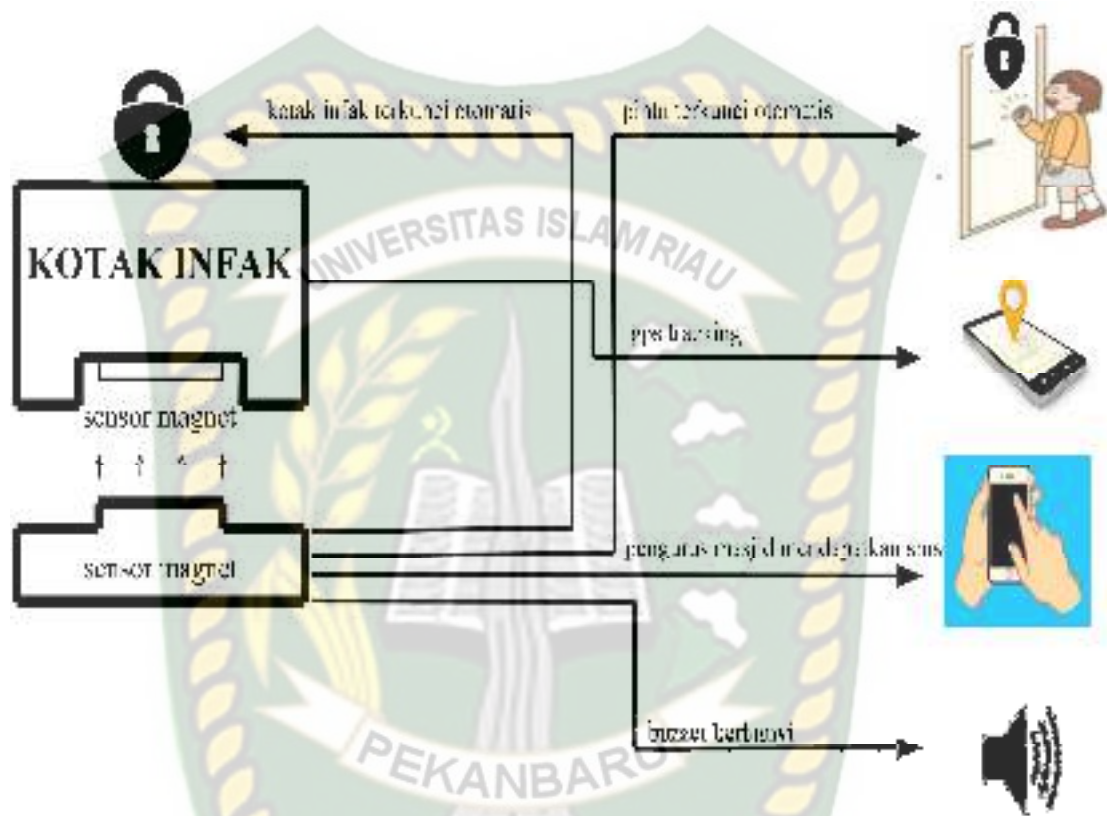 kotak infak terkunci otomatis
pintu terkunci otomatis
UNIVERSITAS ISLAM RIAU
KOTAK INFAK
gps tracking
sensor magnet
pengurus masjid mendapatkan sms
sensor magnet
buzzer berbunyi
PEKANBARU